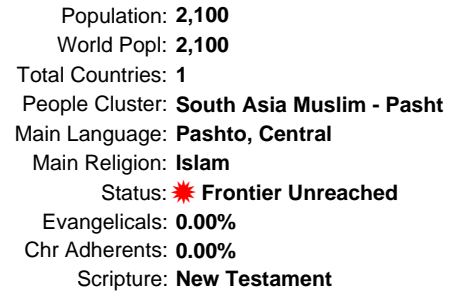 Population: 2,100
World Popl: 2,100
Total Countries: 1
People Cluster: South Asia Muslim - Pasht
Main Language: Pashto, Central
Main Religion: Islam
Status: Frontier Unreached
Evangelicals: 0.00%
Chr Adherents: 0.00%
Scripture: New Testament